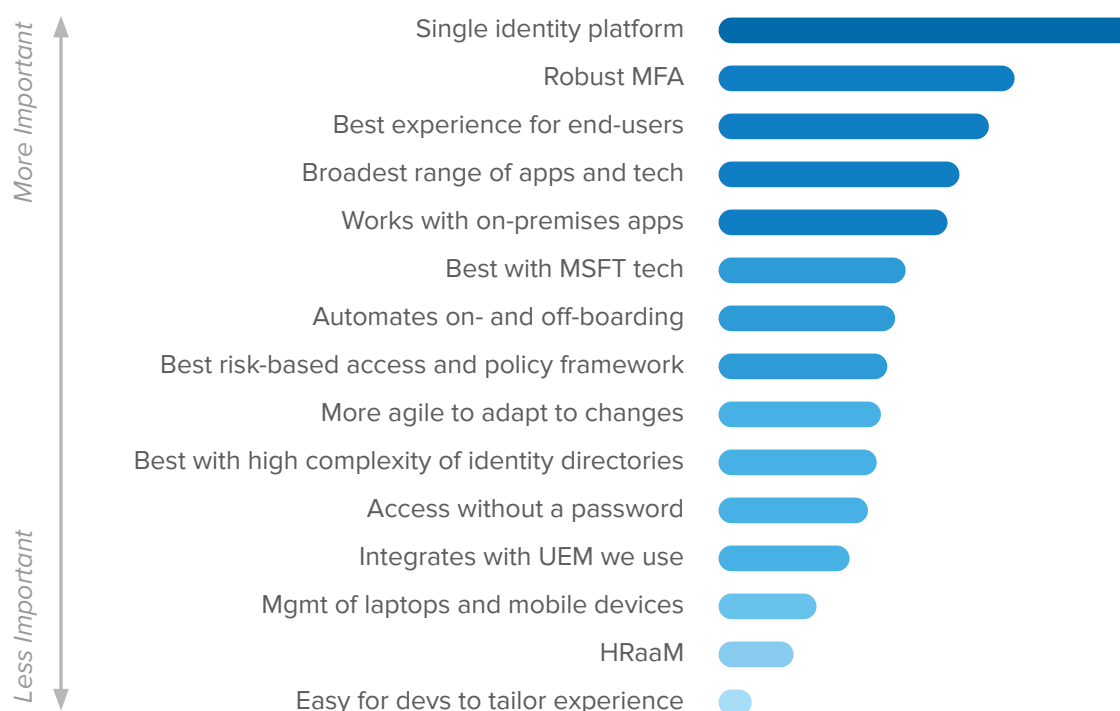 More Important
Single identity platform
Robust MFA
Best experience for end-users
Broadest range of apps and tech
Works with on-premises apps
Best with MSFT tech
Automates on- and off-boarding
Best risk-based access and policy framework
More agile to adapt to changes
Best with high complexity of identity directories
Access without a password
Integrates with UEM we use
Mgmt of laptops and mobile devices
HRaaM
Easy for devs to tailor experience
Less Important